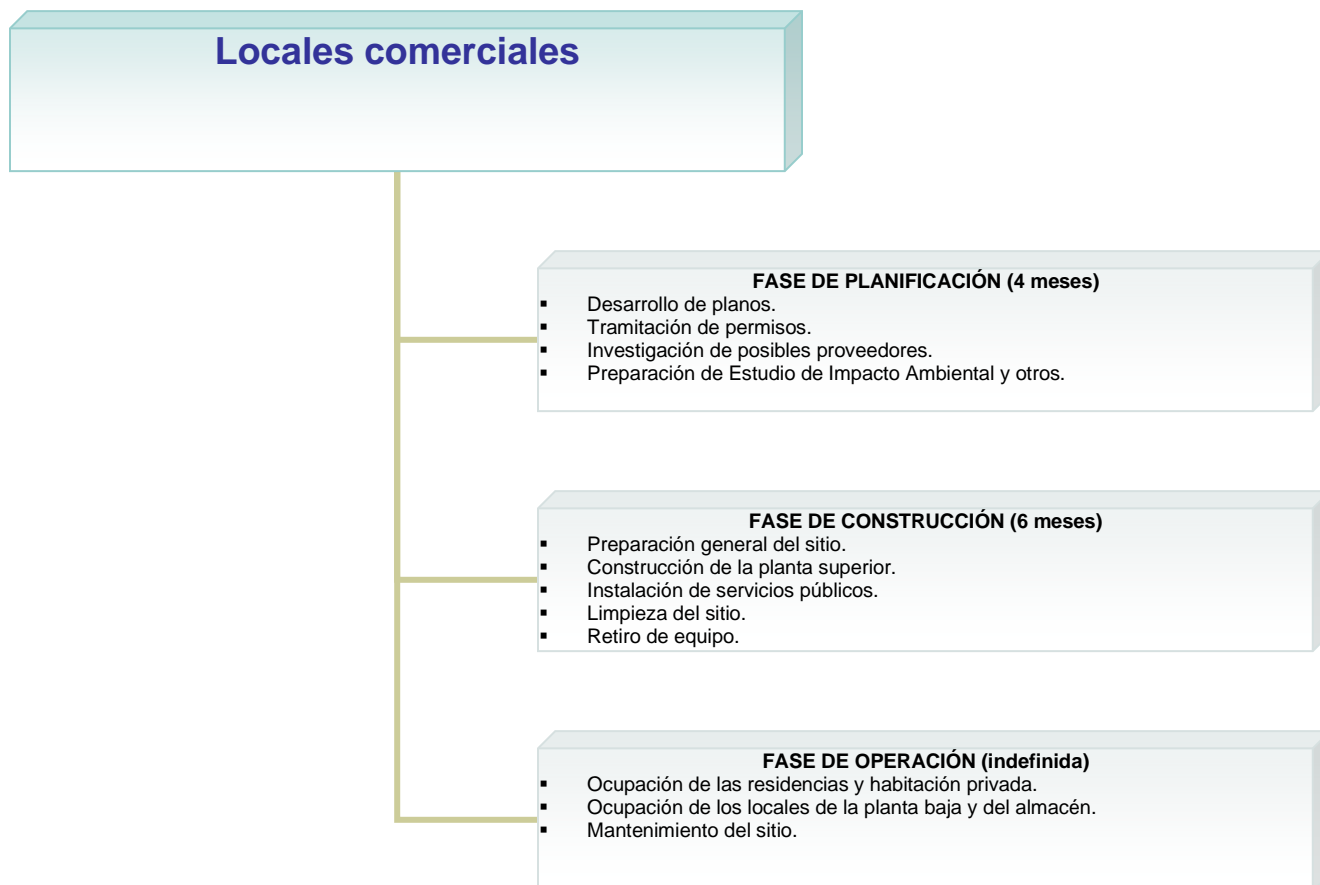 Locales comerciales
FASE DE PLANIFICACIÓN (4 meses)
▪ Desarrollo de planos.
▪ Tramitación de permisos.
▪ Investigación de posibles proveedores.
▪ Preparación de Estudio de Impacto Ambiental y otros.
FASE DE CONSTRUCCIÓN (6 meses)
▪ Preparación general del sitio.
▪ Construcción de la planta superior.
▪ Instalación de servicios públicos.
▪ Limpieza del sitio.
▪ Retiro de equipo.
FASE DE OPERACIÓN (indefinida)
▪ Ocupación de las residencias y habitación privada.
▪ Ocupación de los locales de la planta baja y del almacén.
▪ Mantenimiento del sitio.